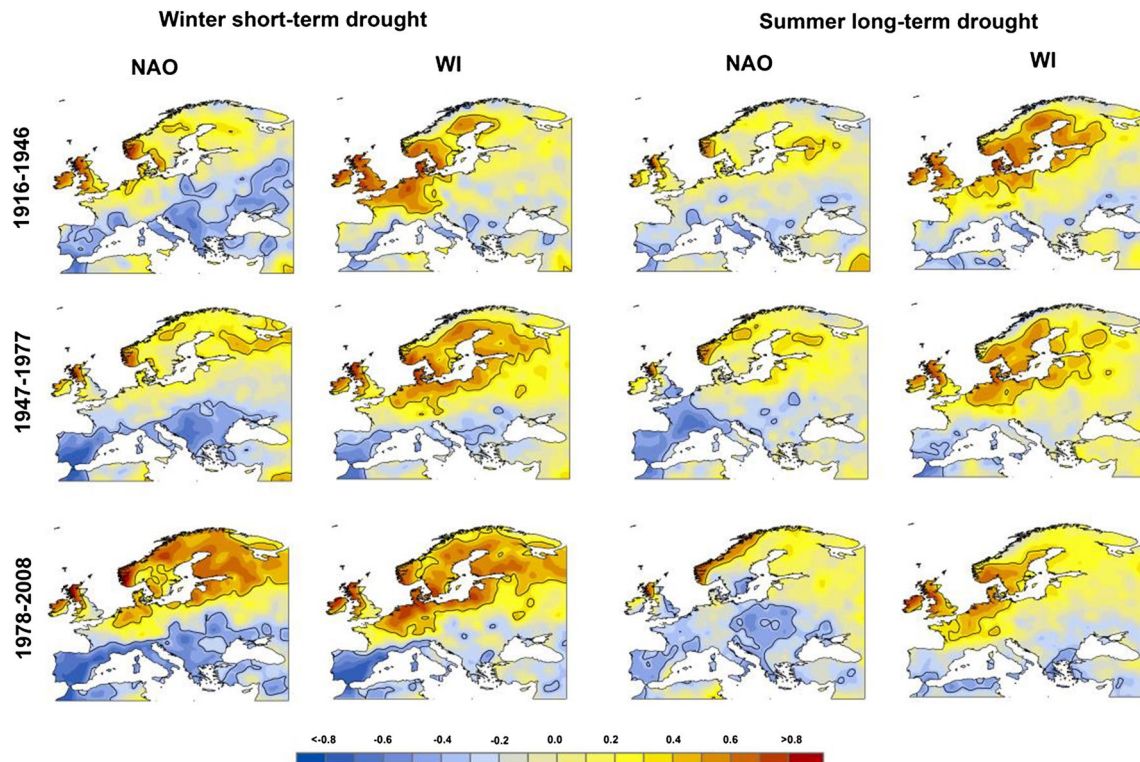 Winter short-term drought Summer long-term drought
NAO WI NAO WI
1916-1946
1947-1977
1978-2008
<-0.8 -0.6 -0.4 -0.2 0.0 0.2 0.4 0.6 >0.8